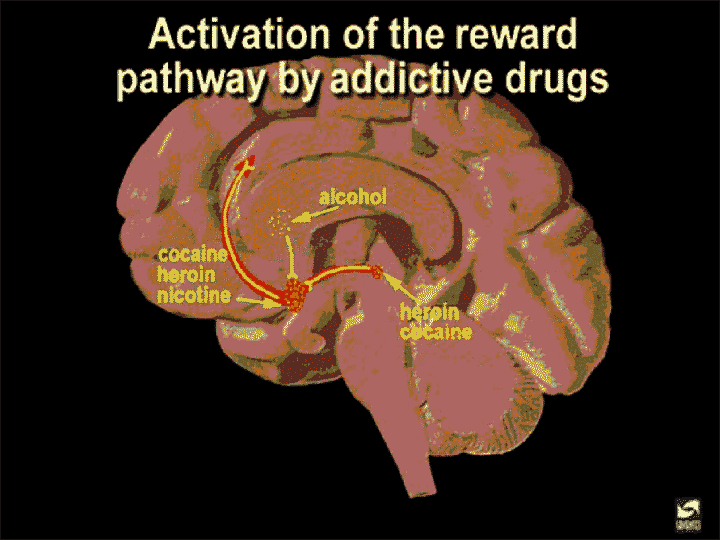 Activation of the reward
pathway by addictive drugs
alcohol
cocaine
heroin
nicotine
heroin
cocaine